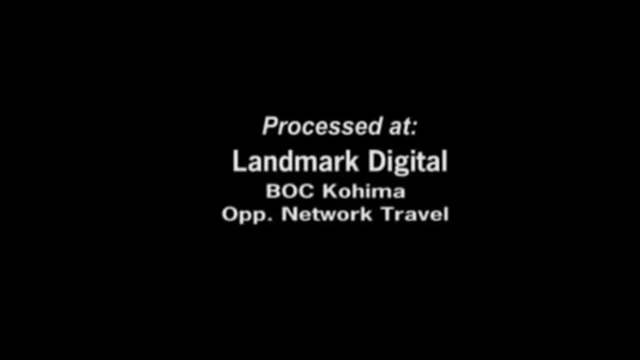 Processed at:
Landmark Digital
BOC Kohima
Opp. Network Travel